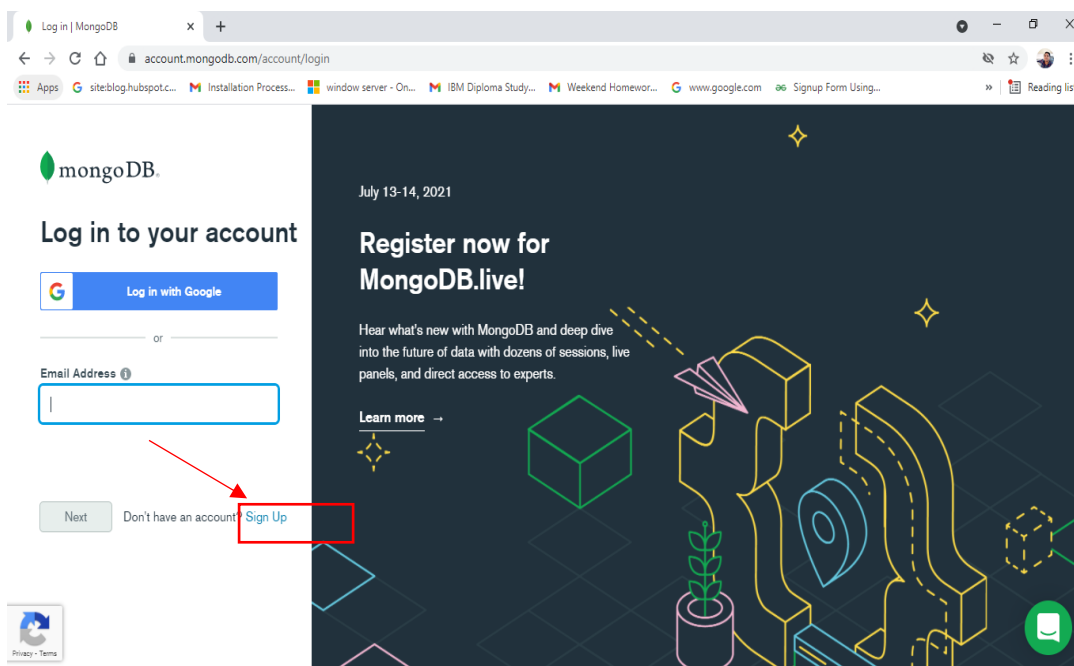 Log in | MongoDB
account.mongodb.com/account/login
Apps
site:blog.hubspot.c...
Installation Process...
window server - On...
IBM Diploma Study...
Weekend Homewor...
www.google.com
Signup Form Using...
»
Reading lis
mongoDB.
Log in to your account
Log in with Google
or
Email Address
Next
Don't have an account? Sign Up
Privacy - Terms
July 13-14, 2021
Register now for
MongoDB.live!
Hear what's new with MongoDB and deep dive
into the future of data with dozens of sessions, live
panels, and direct access to experts.
Learn more →